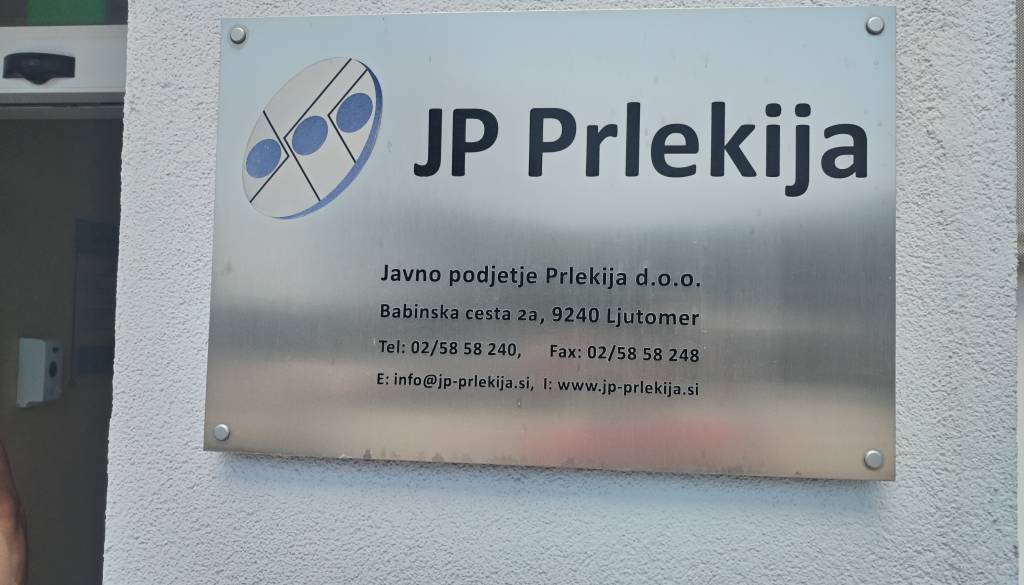 JP Prlekija
Javno podjetje Prlekija d.o.o.
Babinska cesta 2a, 9240 Ljutomer
Tel: 02/58 58 240, Fax: 02/58 58 248
E: info@jp-prlekija.si, I: www.jp-prlekija.si